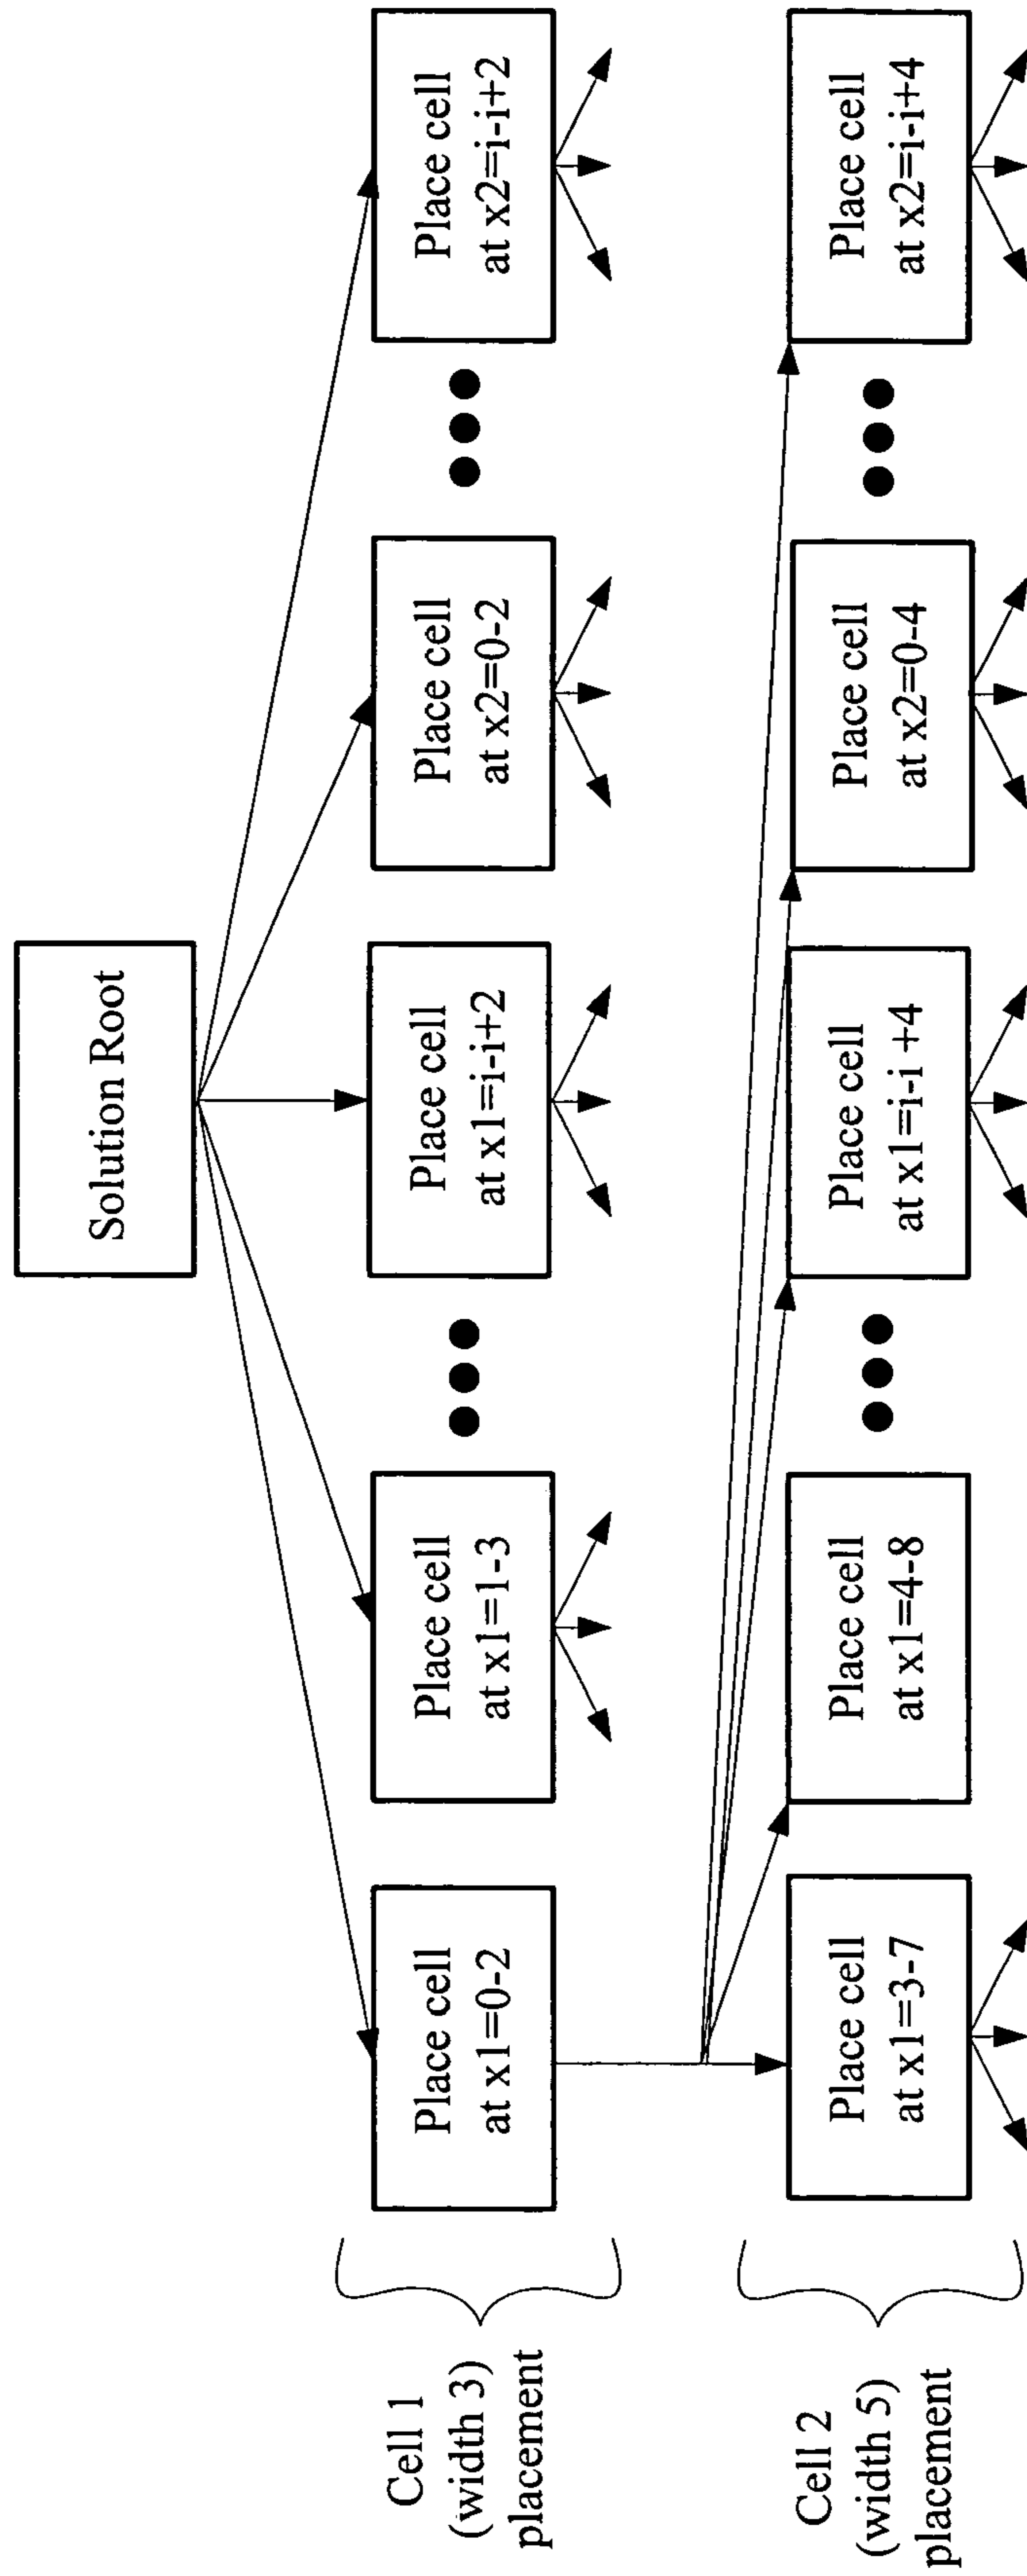 Solution Root
Cell 1
(width 3)
placement
Place cell
at x1=0-2
Place cell
at x1=1-3
Place cell
at x1=i-i+2
Place cell
at x2=0-2
Place cell
at x2=i-i+2
Cell 2
(width 5)
placement
Place cell
at x1=3-7
Place cell
at x1=4-8
Place cell
at x1=i-i +4
Place cell
at x2=0-4
Place cell
at x2=i-i+4